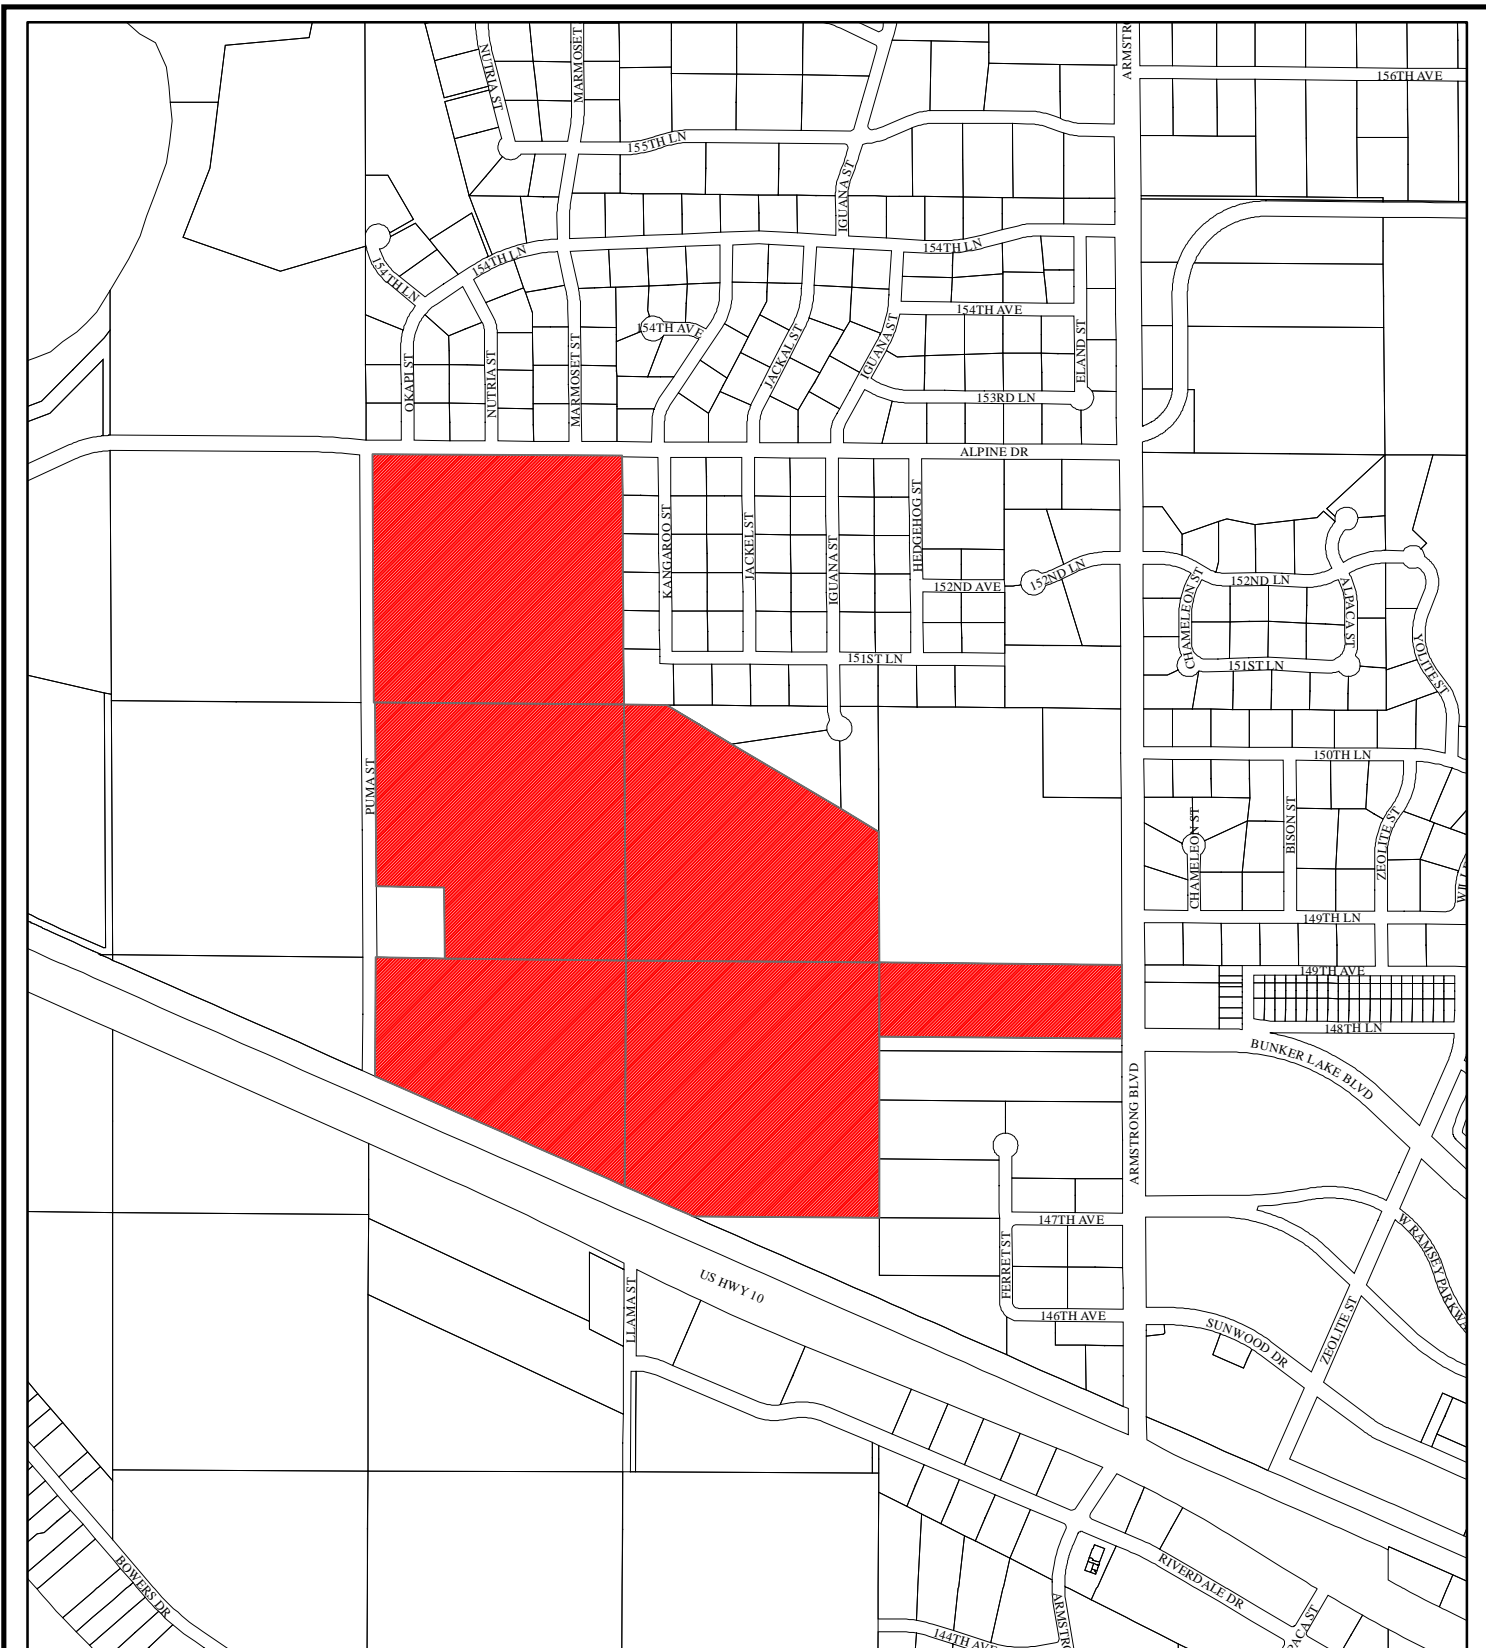 NUTRIA ST
MARMOSET
ARMSTR
156TH AVE
155TH LN
IGUANA ST
154TH LN
154TH LN
154TH LN
154TH AVE
154TH AVE
OKAPI ST
NUTRIA ST
MARMOSET ST
JACKAL ST
IGUANA ST
ELAND ST
153RD LN
ALPINE DR
KANGAROO ST
JACKEL ST
IGUANA ST
HEDGEHOG ST
152ND AVE
152ND LN
152ND LN
CHAMELEON ST
ALPACA ST
YOLITE ST
151ST LN
151ST LN
150TH LN
PUMA ST
CHAMELEON ST
BISON ST
ZEOLITE ST
149TH LN
149TH AVE
148TH LN
BUNKER LAKE BLVD
ARMSTRONG BLVD
147TH AVE
FERRET ST
W RAMSEY PARKWA
US HWY 10
LLAMA ST
146TH AVE
SUNWOOD DR
ZEOLITE ST
BOWERS DR
RIVERDALE DR
ARMSTRO
PACA ST
144TH AVE